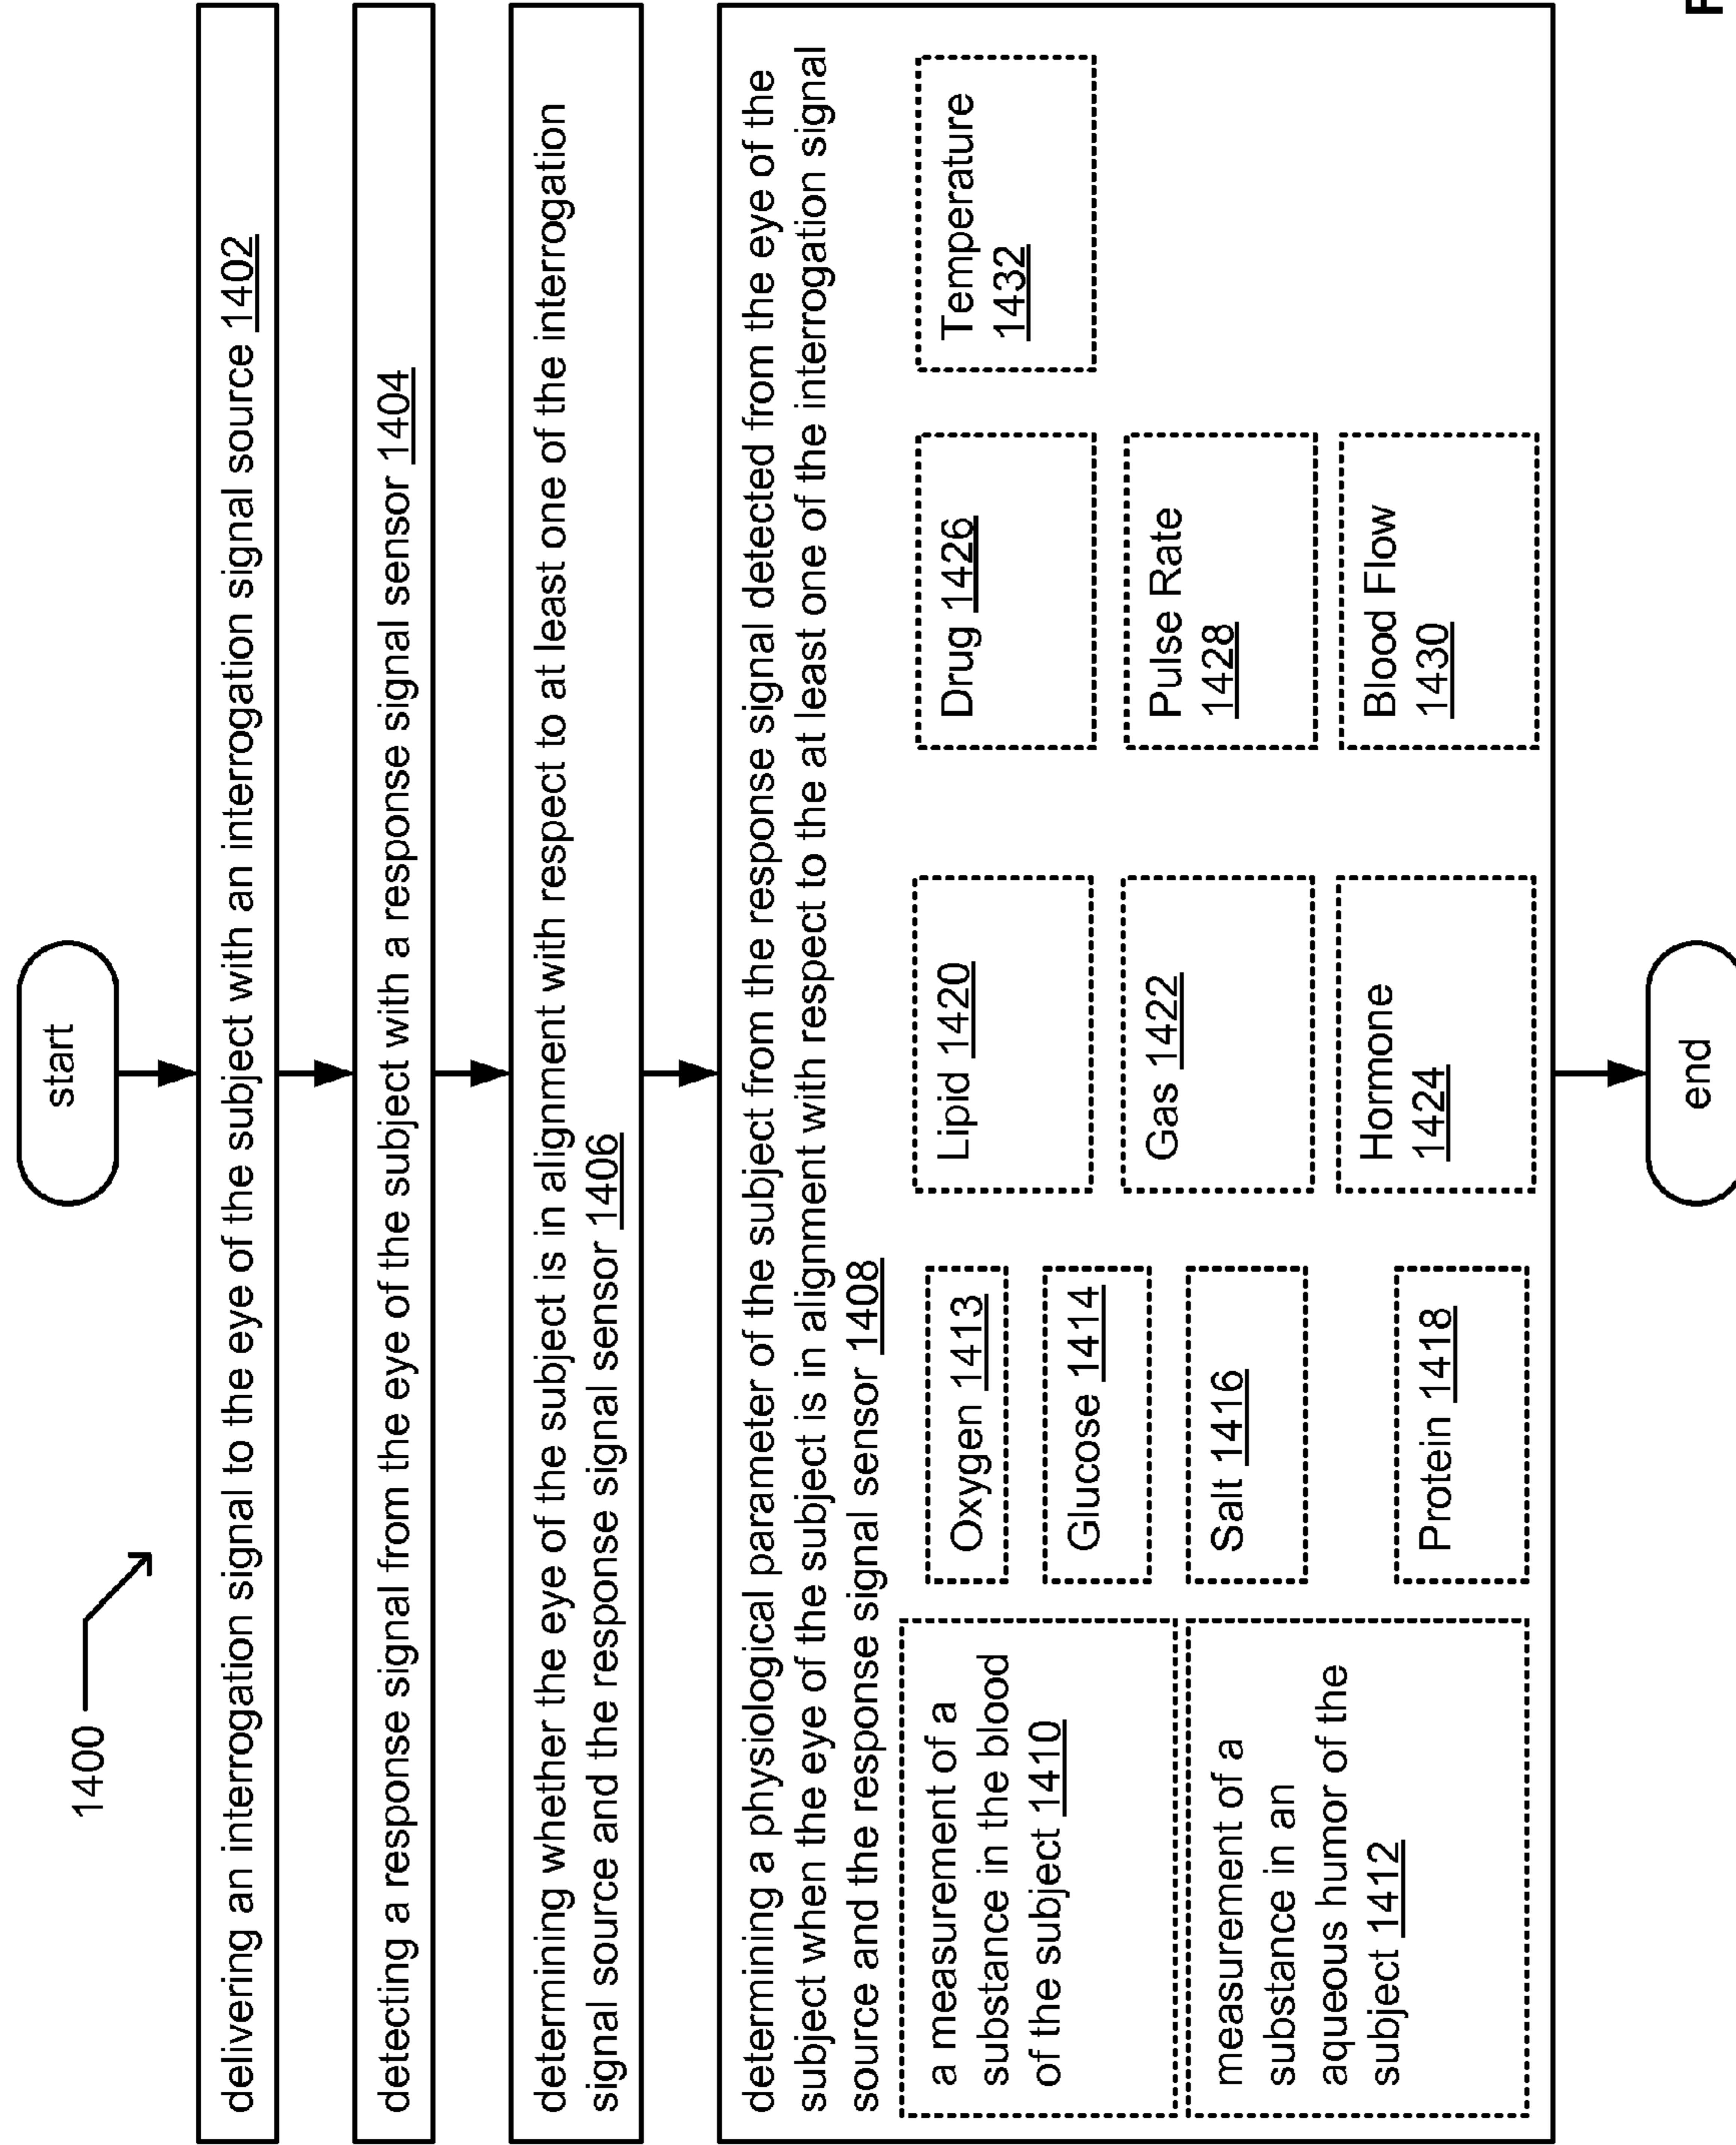 1400
start
delivering an interrogation signal to the eye of the subject with an interrogation signal source 1402
detecting a response signal from the eye of the subject with a response signal sensor 1404
determining whether the eye of the subject is in alignment with respect to at least one of the interrogation
signal source and the response signal sensor 1406
determining a physiological parameter of the subject from the response signal detected from the eye of the
subject when the eye of the subject is in alignment with respect to the at least one of the interrogation signal
source and the response signal sensor 1408
a measurement of a
substance in the blood
of the subject 1410
measurement of a
substance in an
aqueous humor of the
subject 1412
Oxygen 1413
Glucose 1414
Salt 1416
Protein 1418
Lipid 1420
Gas 1422
Hormone
1424
Drug 1426
Pulse Rate
1428
Blood Flow
1430
Temperature
1432
end